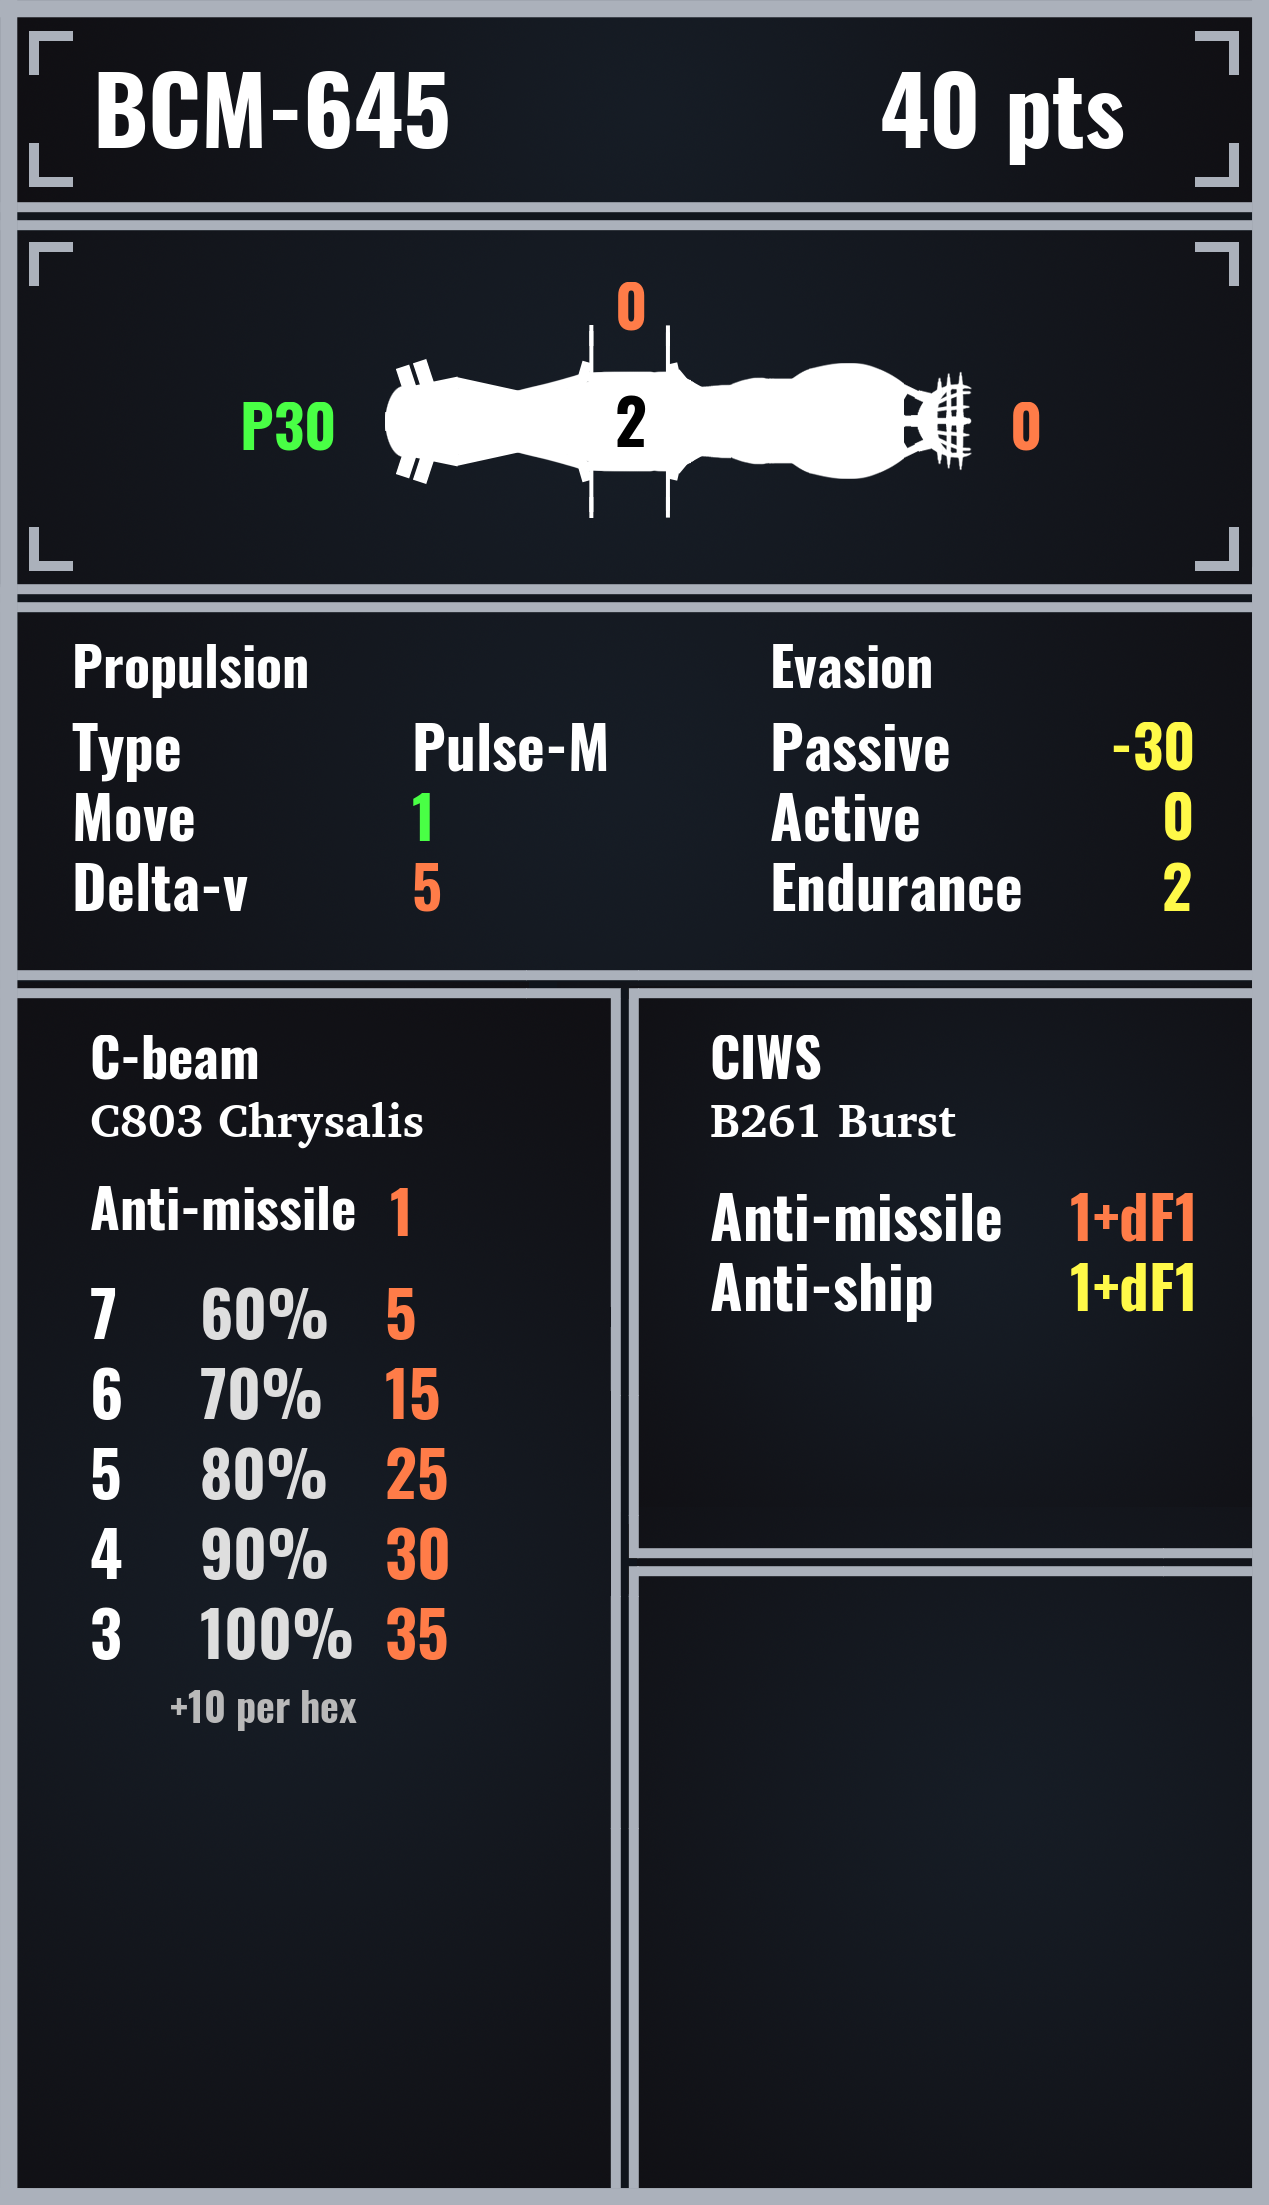 BCM-645 40 pts
0
P30 2 0
Propulsion
Type Pulse-M
Move 1
Delta-v 5
Evasion
Passive -30
Active 0
Endurance 2
C-beam
C803 Chrysalis
Anti-missile 1
7 60% 5
6 70% 15
5 80% 25
4 90% 30
3 100% 35
+10 per hex
CIWS
B261 Burst
Anti-missile 1+dF1
Anti-ship 1+dF1